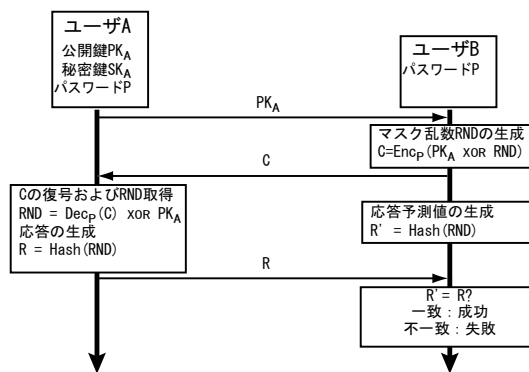 ユーザA
公開鍵PKA
秘密鍵SKA
パスワードP
ユーザB
パスワードP
PKA
マスク乱数RNDの生成
C=EncP(PKA XOR RND)
C
Cの復号およびRND取得
RND = DecP(C) XOR PKA
応答の生成
R = Hash(RND)
応答予測値の生成
R' = Hash(RND)
R
R'= R?
一致：成功
不一致：失敗